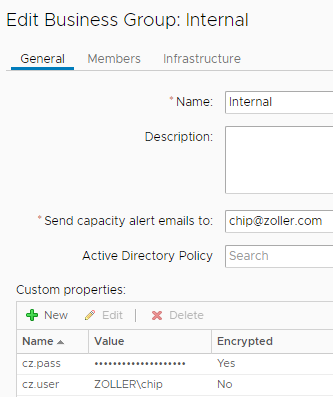 Edit Business Group: Internal
General Members Infrastructure
* Name: Internal
Description:
* Send capacity alert emails to: chip@zoller.com
Active Directory Policy Search
Custom properties:
New Edit Delete
Name Value Encrypted
cz.pass •••••••••••••••••••• Yes
cz.user ZOLLER\chip No